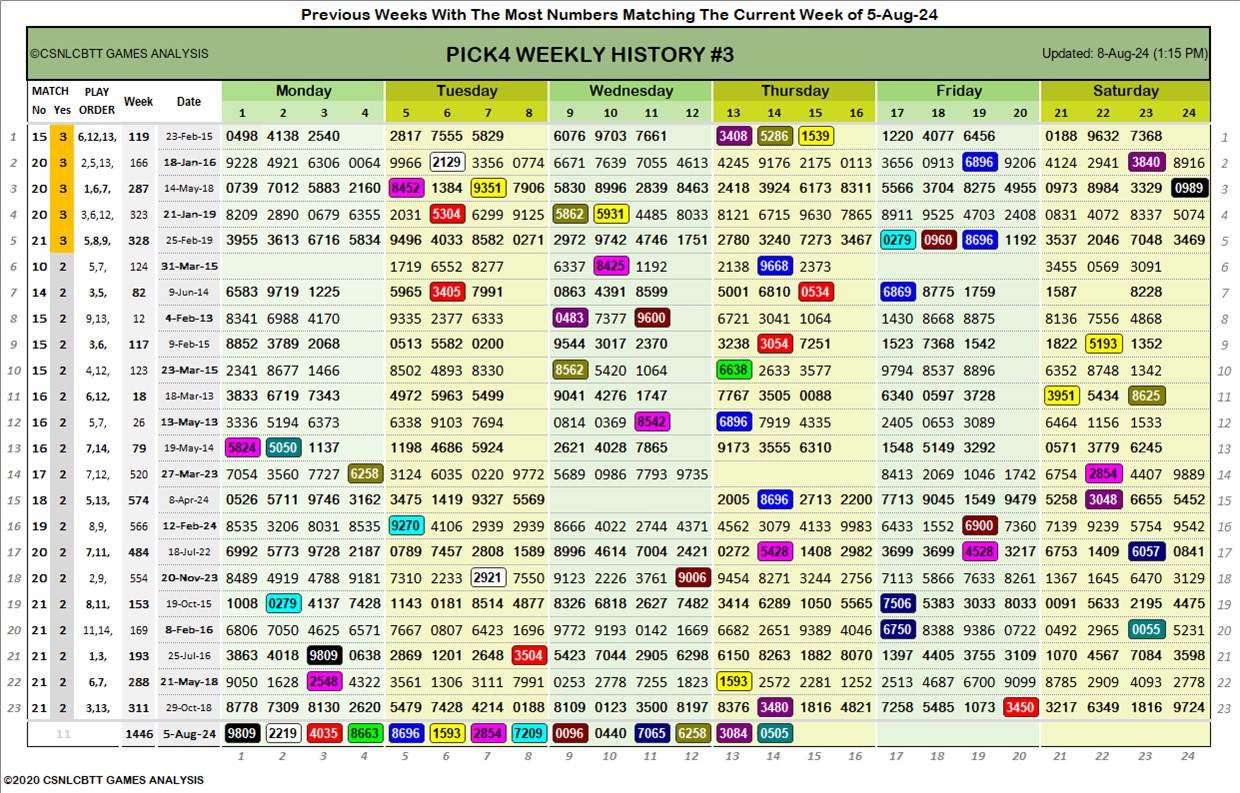 Previous Weeks With The Most Numbers Matching The Current Week of 5-Aug-24
©CSNLCBTT GAMES ANALYSIS PICK4 WEEKLY HISTORY #3 Updated: 8-Aug-24 (1:15 PM)
MATCH PLAY Week Date Monday Tuesday Wednesday Thursday Friday Saturday
No Yes ORDER 1 2 3 4 5 6 7 8 9 10 11 12 13 14 15 16 17 18 19 20 21 22 23 24
1 15 3 6,12,13, 119 23-Feb-15 0498 4138 2540 2817 7555 5829 6076 9703 7661 3408 5286 1539 1220 4077 6456 0188 9632 7368 1
2 20 3 2,5,13, 166 18-Jan-16 9228 4921 6306 0064 9966 2129 3356 0774 6671 7639 7055 4613 4245 9176 2175 0113 3656 0913 6896 9206 4124 2941 3840 8916 2
3 20 3 1,6,7, 287 14-May-18 0739 7012 5883 2160 8452 1384 9351 7906 5830 8996 2839 8463 2418 3924 6173 8311 5566 3704 8275 4955 0973 8984 3329 0989 3
4 20 3 3,6,12, 323 21-Jan-19 8209 2890 0679 6355 2031 5304 6299 9125 5862 5931 4485 8033 8121 6715 9630 7865 8911 9525 4703 2408 0831 4072 8337 5074 4
5 21 3 5,8,9, 328 25-Feb-19 3955 3613 6716 5834 9496 4033 8582 0271 2972 9742 4746 1751 2780 3240 7273 3467 0279 0960 8696 1192 3537 2046 7048 3469 5
6 10 2 5,7, 124 31-Mar-15 1719 6552 8277 6337 8425 1192 2138 9668 2373 3455 0569 3091 6
7 14 2 3,5, 82 9-Jun-14 6583 9719 1225 5965 3405 7991 0863 4391 8599 5001 6810 0534 6869 8775 1759 1587 8228 7
8 15 2 9,13, 12 4-Feb-13 8341 6988 4170 9335 2377 6333 0483 7377 9600 6721 3041 1064 1430 8668 8875 8136 7556 4868 8
9 15 2 3,6, 117 9-Feb-15 8852 3789 2068 0513 5582 0200 9544 3017 2370 3238 3054 7251 1523 7368 1542 1822 5193 1352 9
10 15 2 4,12, 123 23-Mar-15 2341 8677 1466 8502 4893 8330 8562 5420 1064 6638 2633 3577 9794 8537 8896 6352 8748 1342 10
11 16 2 6,12, 18 18-Mar-13 3833 6719 7343 4972 5963 5499 9041 4276 1747 7767 3505 0088 6340 0597 3728 3951 5434 8625 11
12 16 2 5,7, 26 13-May-13 3336 5194 6373 6338 9103 7694 0814 0369 8542 6896 7919 4335 2405 0653 3089 6464 1156 1533 12
13 16 2 7,14, 79 19-May-14 5824 5050 1137 1198 4686 5924 2621 4028 7865 9173 3555 6310 1548 5149 3292 0571 3779 6245 13
14 17 2 7,12, 520 27-Mar-23 7054 3560 7727 6258 3124 6035 0220 9772 5689 0986 7793 9735 8413 2069 1046 1742 6754 2854 4407 9889 14
15 18 2 5,13, 574 8-Apr-24 0526 5711 9746 3162 3475 1419 9327 5569 2005 8696 2713 2200 7713 9045 1549 9479 5258 3048 6655 5452 15
16 19 2 8,9, 566 12-Feb-24 8535 3206 8031 8535 9270 4106 2939 2939 8666 4022 2744 4371 4562 3079 4133 9983 6433 1552 6900 7360 7139 9239 5754 9542 16
17 20 2 7,11, 484 18-Jul-22 6992 5773 9728 2187 0789 7457 2808 1589 8996 4614 7004 2421 0272 5428 1408 2982 3699 3699 4528 3217 6753 1409 6057 0841 17
18 20 2 2,9, 554 20-Nov-23 8489 4919 4788 9181 7310 2233 2921 7550 9123 2226 3761 9006 9454 8271 3244 2756 7113 5866 7633 8261 1367 1645 6470 3129 18
19 21 2 8,11, 153 19-Oct-15 1008 0279 4137 7428 1143 0181 8514 4877 8326 6818 2627 7482 3414 6289 1050 5565 7506 5383 3033 8033 0091 5633 2195 4475 19
20 21 2 11,14, 165 8-Feb-16 6806 7050 4625 6571 7667 0101 6423 1696 9772 9193 0142 1669 6682 2651 9389 4046 6750 8388 9386 0722 0492 2965 0055 5231 20
21 21 2 1,3, 193 25-Jul-16 3863 4018 9809 0638 2869 1201 2648 3504 5423 7044 2905 6298 6150 8263 1882 8070 1397 4405 3755 3109 1070 4567 7084 3598 21
22 21 2 6,7, 288 21-May-18 9050 1628 2548 4322 3561 1306 3111 7991 0253 2778 7255 1823 1593 2572 2281 1252 2513 4687 6700 9099 8785 2909 4093 2778 22
23 21 2 3,13, 311 29-Oct-18 8778 7309 8130 2620 5479 7428 4214 0188 8109 0123 3500 8197 8376 3480 1816 4821 7258 5485 1073 3450 3217 6349 1816 9724 23
11 1446 5-Aug-24 9809 2219 4035 8663 8696 1593 2854 7209 0096 0440 7065 6258 3084 0505
1 2 3 4 5 6 7 8 9 10 11 12 13 14 15 16 17 18 19 20 21 22 23 24
©2020 CSNLCBTT GAMES ANALYSIS